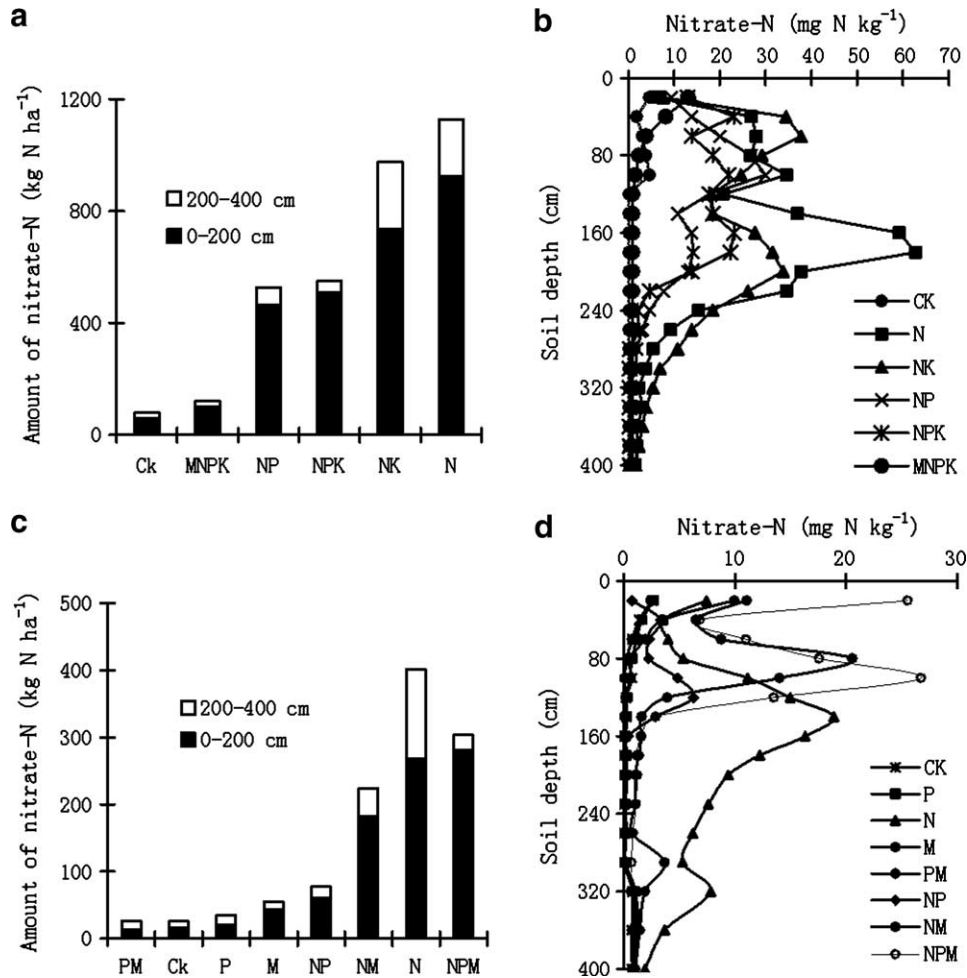 a
Amount of nitrate-N (kg N ha⁻¹)
1200
800
400
0
200-400 cm
0-200 cm
Ck MNPK NP NPK NK N
b
Nitrate-N (mg N kg⁻¹)
0 10 20 30 40 50 60 70
Soil depth (cm)
0
80
160
240
320
400
CK
N
NK
NP
NPK
MNPK
c
Amount of nitrate-N (kg N ha⁻¹)
500
400
300
200
100
0
200-400 cm
0-200 cm
PM Ck P M NP NM N NPM
d
Nitrate-N (mg N kg⁻¹)
0 10 20 30
Soil depth (cm)
0
80
160
240
320
400
CK
P
N
M
PM
NP
NM
NPM